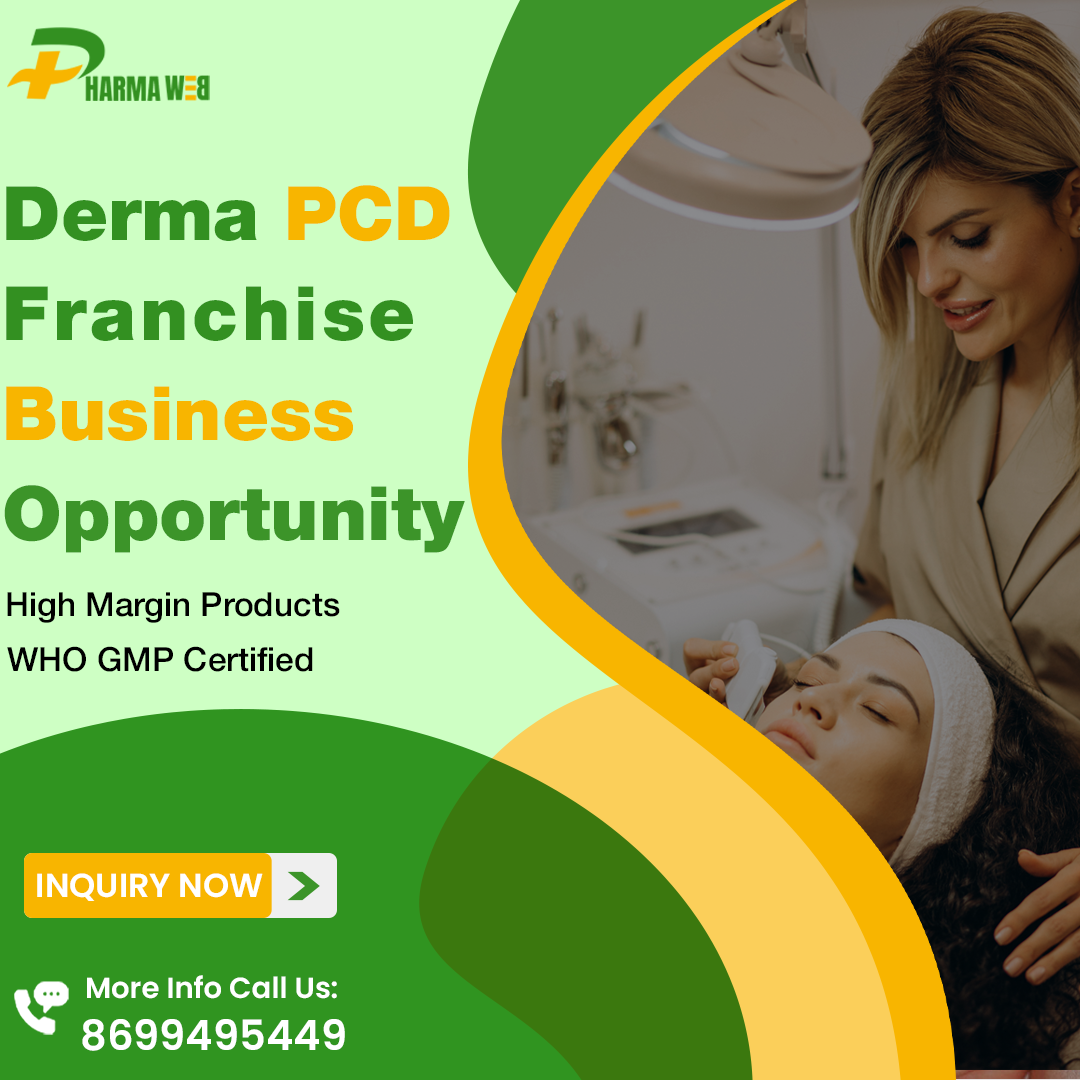 PHARMA WEB
Derma PCD
Franchise
Business
Opportunity
High Margin Products
WHO GMP Certified
INQUIRY NOW
More Info Call Us:
8699495449